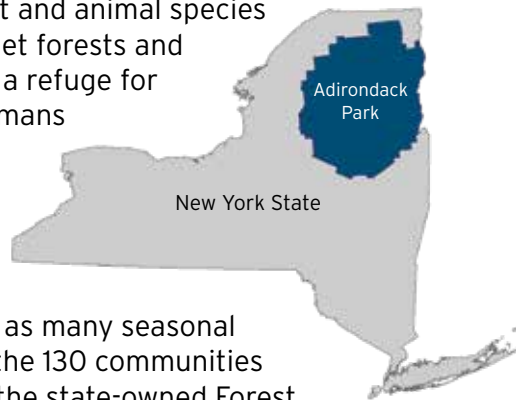 t and animal species
et forests and
a refuge for
mans
Adirondack
Park
New York State
as many seasonal
the 130 communities
the state-owned Forest